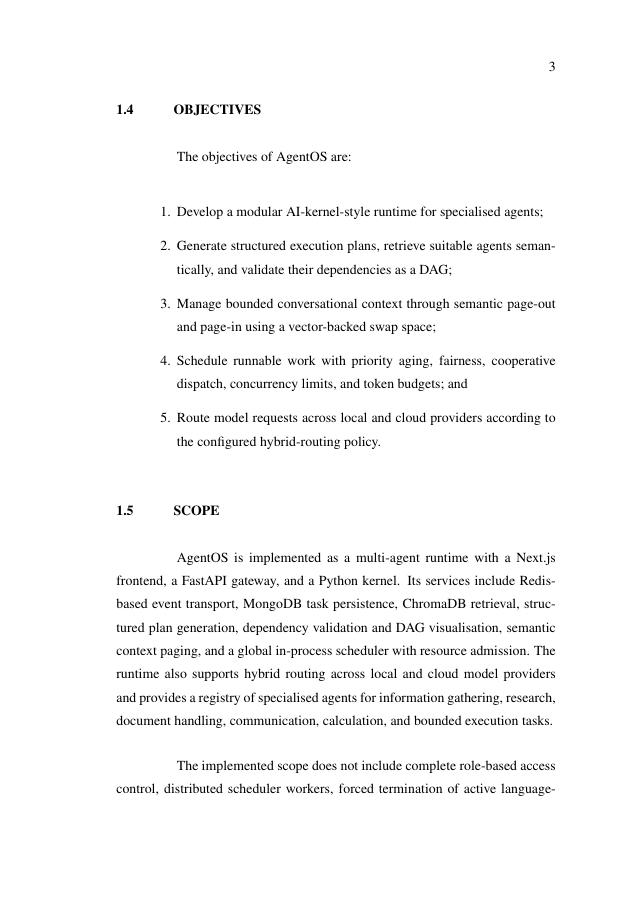 3
1.4 OBJECTIVES
The objectives of AgentOS are:
1. Develop a modular AI-kernel-style runtime for specialised agents;
2. Generate structured execution plans, retrieve suitable agents seman-
tically, and validate their dependencies as a DAG;
3. Manage bounded conversational context through semantic page-out
and page-in using a vector-backed swap space;
4. Schedule runnable work with priority aging, fairness, cooperative
dispatch, concurrency limits, and token budgets; and
5. Route model requests across local and cloud providers according to
the configured hybrid-routing policy.
1.5 SCOPE
AgentOS is implemented as a multi-agent runtime with a Next.js
frontend, a FastAPI gateway, and a Python kernel. Its services include Redis-
based event transport, MongoDB task persistence, ChromaDB retrieval, struc-
tured plan generation, dependency validation and DAG visualisation, semantic
context paging, and a global in-process scheduler with resource admission. The
runtime also supports hybrid routing across local and cloud model providers
and provides a registry of specialised agents for information gathering, research,
document handling, communication, calculation, and bounded execution tasks.
The implemented scope does not include complete role-based access
control, distributed scheduler workers, forced termination of active language-